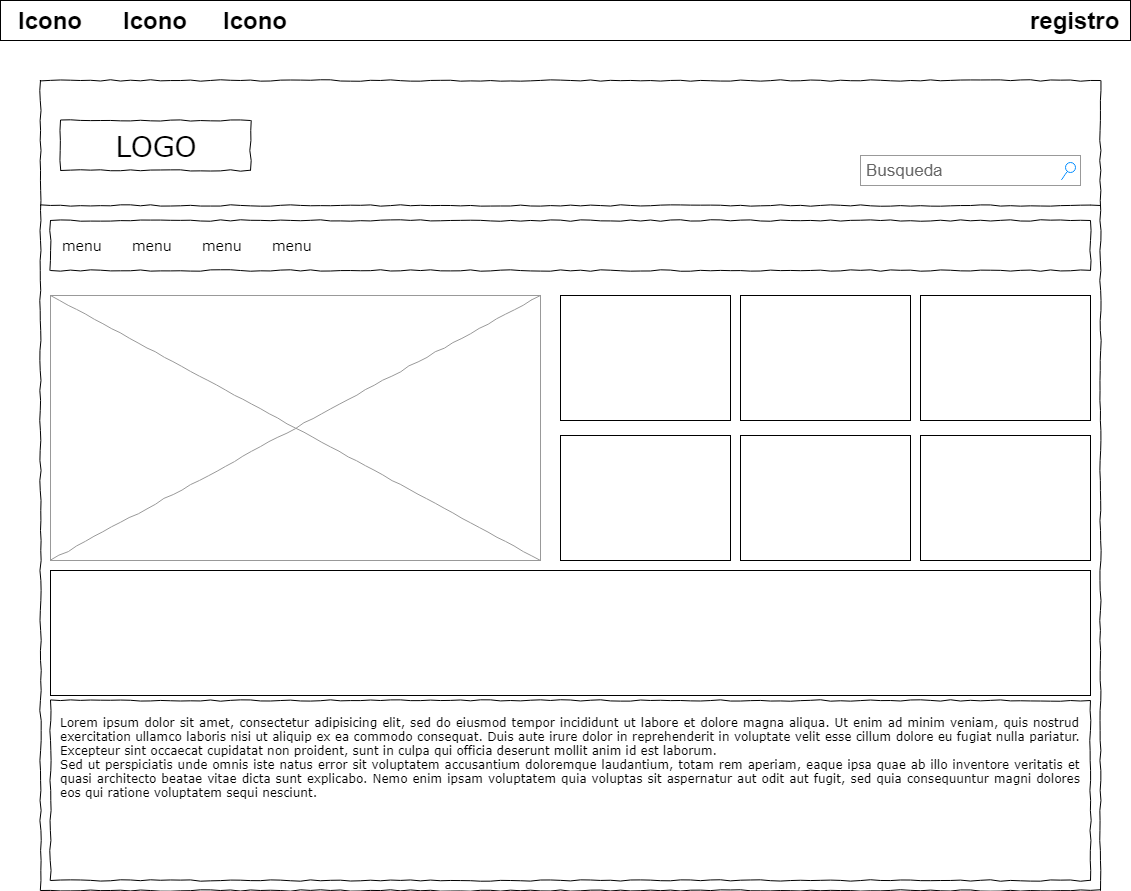 Icono Icono Icono registro
LOGO
Busqueda
menu menu menu menu
Lorem ipsum dolor sit amet, consectetur adipisicing elit, sed do eiusmod tempor incididunt ut labore et dolore magna aliqua. Ut enim ad minim veniam, quis nostrud
exercitation ullamco laboris nisi ut aliquip ex ea commodo consequat. Duis aute irure dolor in reprehenderit in voluptate velit esse cillum dolore eu fugiat nulla pariatur.
Excepteur sint occaecat cupidatat non proident, sunt in culpa qui officia deserunt mollit anim id est laborum.
Sed ut perspiciatis unde omnis iste natus error sit voluptatem accusantium doloremque laudantium, totam rem aperiam, eaque ipsa quae ab illo inventore veritatis et
quasi architecto beatae vitae dicta sunt explicabo. Nemo enim ipsam voluptatem quia voluptas sit aspernatur aut odit aut fugit, sed quia consequuntur magni dolores
eos qui ratione voluptatem sequi nesciunt.